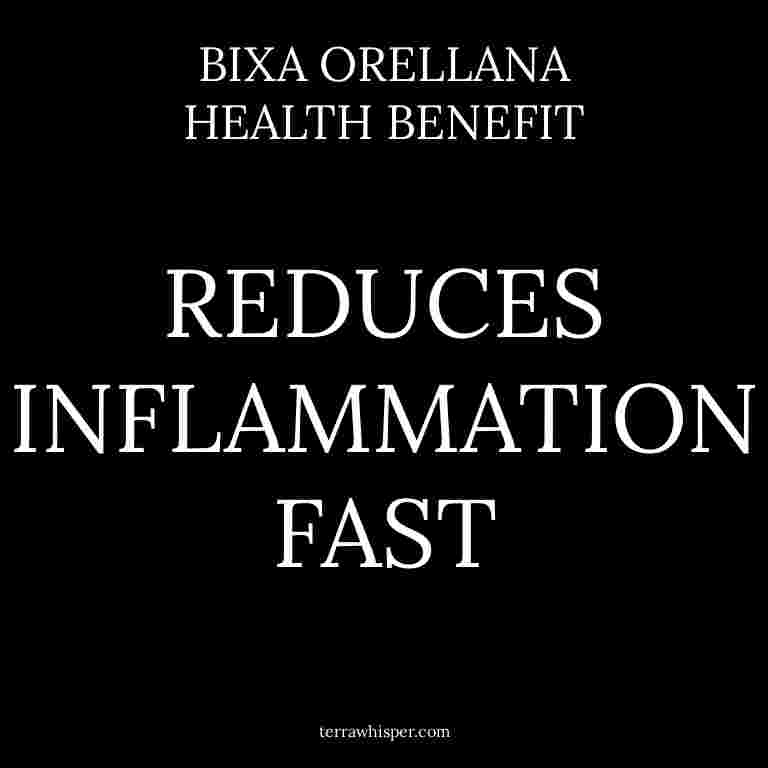 BIXA ORELLANA
HEALTH BENEFIT
REDUCES
INFLAMMATION
FAST
terrawhisper.com